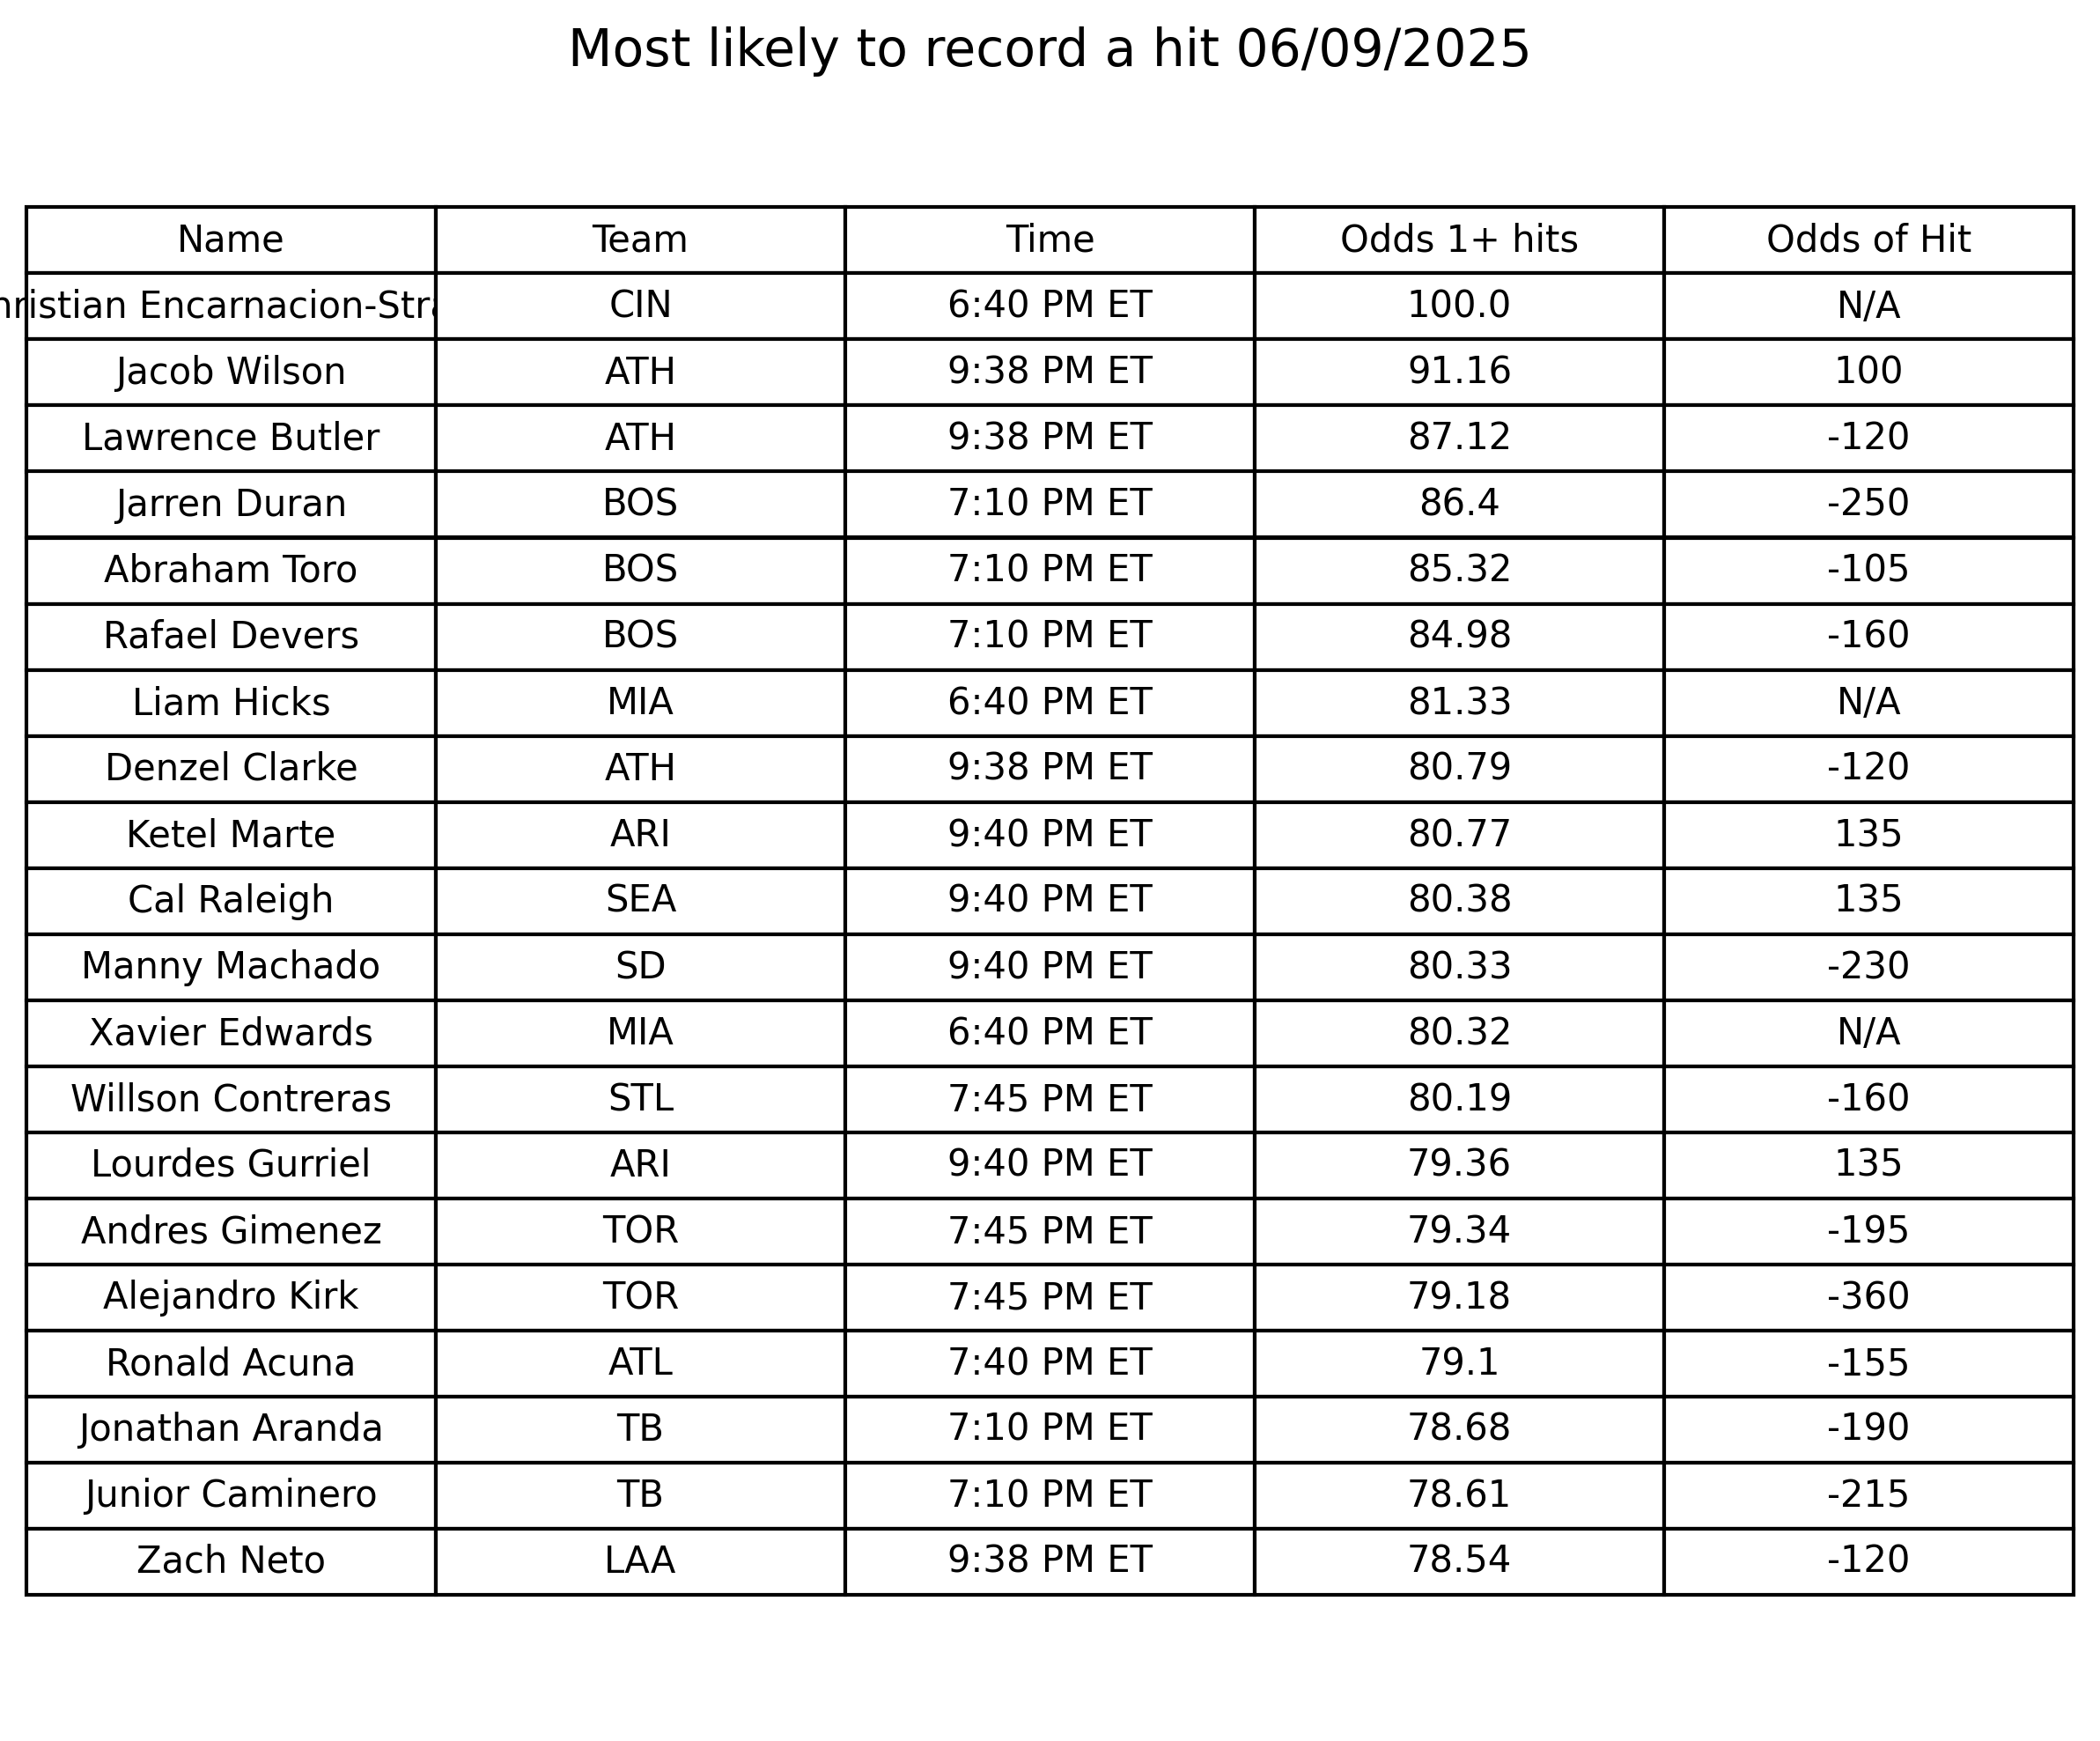 Most likely to record a hit 06/09/2025
Name Team Time Odds 1+ hits Odds of Hit
hristian Encarnacion-Stra CIN 6:40 PM ET 100.0 N/A
Jacob Wilson ATH 9:38 PM ET 91.16 100
Lawrence Butler ATH 9:38 PM ET 87.12 -120
Jarren Duran BOS 7:10 PM ET 86.4 -250
Abraham Toro BOS 7:10 PM ET 85.32 -105
Rafael Devers BOS 7:10 PM ET 84.98 -160
Liam Hicks MIA 6:40 PM ET 81.33 N/A
Denzel Clarke ATH 9:38 PM ET 80.79 -120
Ketel Marte ARI 9:40 PM ET 80.77 135
Cal Raleigh SEA 9:40 PM ET 80.38 135
Manny Machado SD 9:40 PM ET 80.33 -230
Xavier Edwards MIA 6:40 PM ET 80.32 N/A
Willson Contreras STL 7:45 PM ET 80.19 -160
Lourdes Gurriel ARI 9:40 PM ET 79.36 135
Andres Gimenez TOR 7:45 PM ET 79.34 -195
Alejandro Kirk TOR 7:45 PM ET 79.18 -360
Ronald Acuna ATL 7:40 PM ET 79.1 -155
Jonathan Aranda TB 7:10 PM ET 78.68 -190
Junior Caminero TB 7:10 PM ET 78.61 -215
Zach Neto LAA 9:38 PM ET 78.54 -120